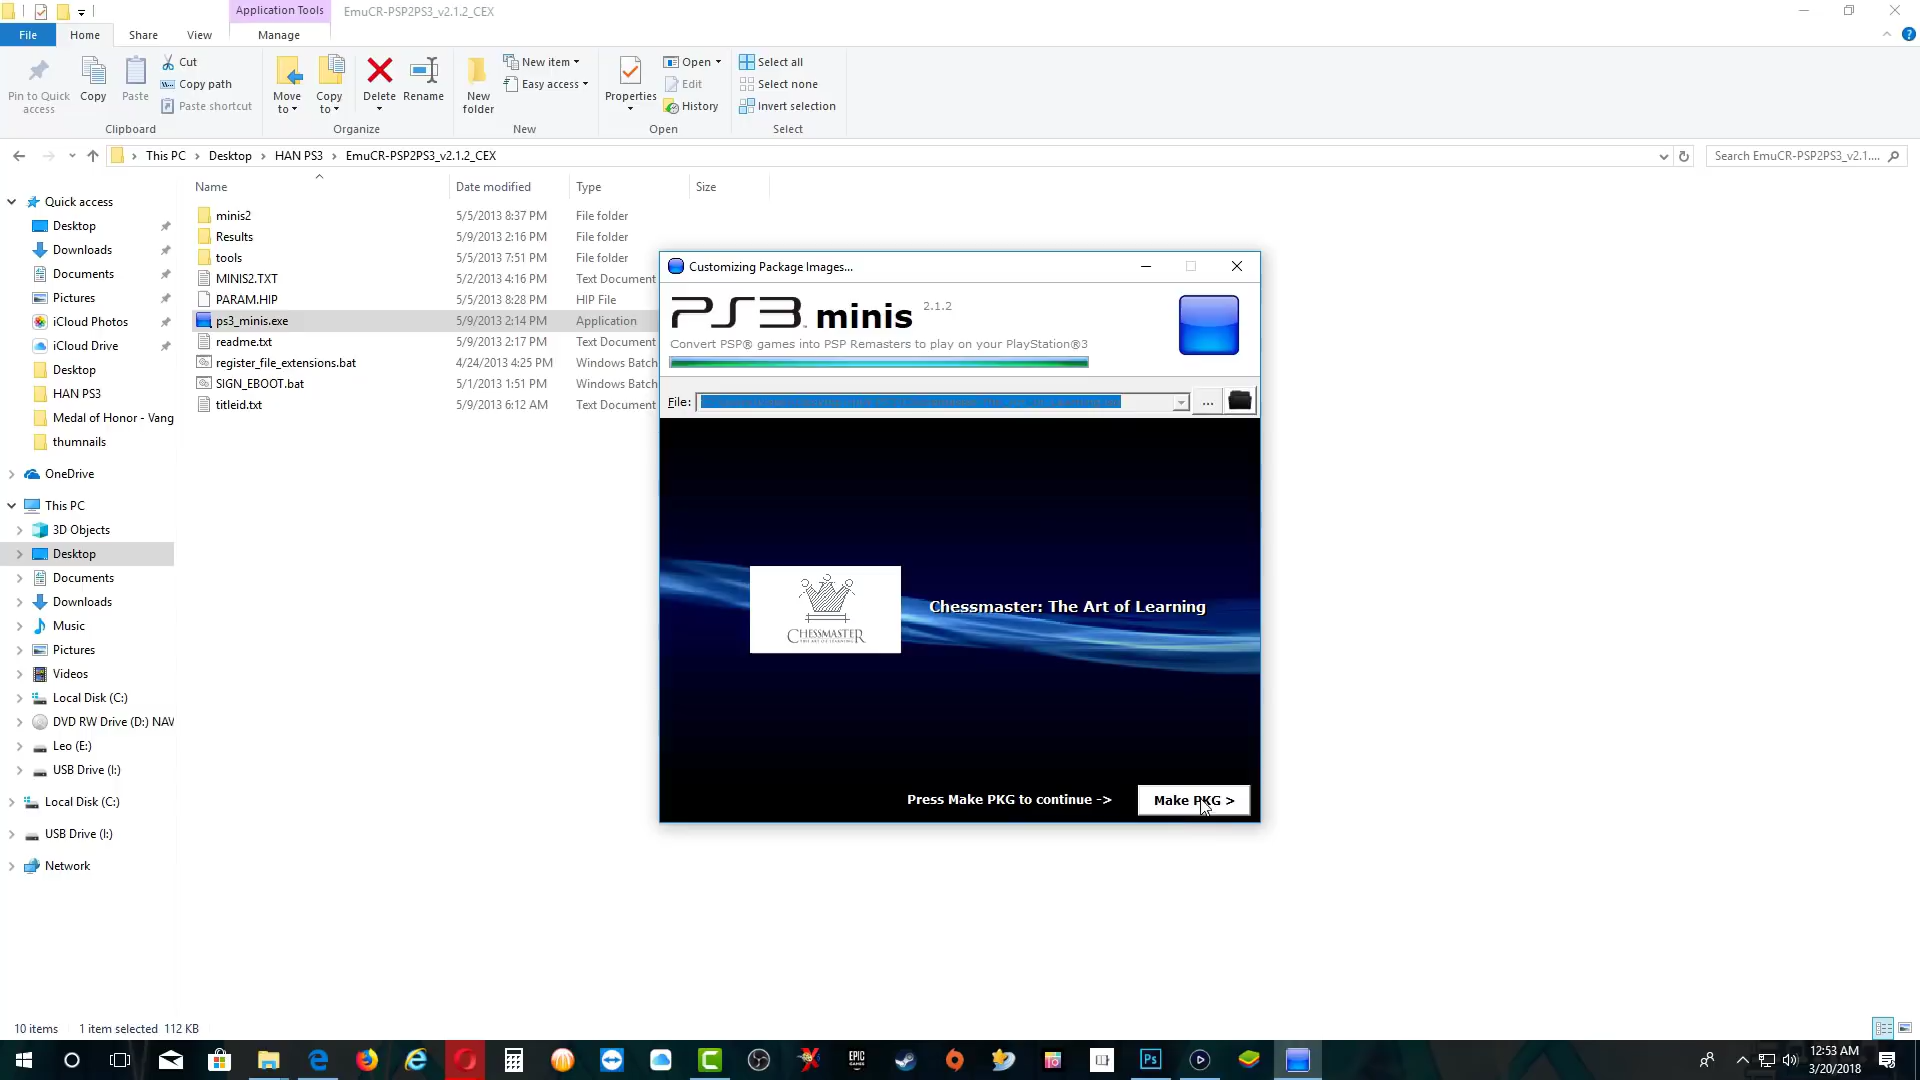 Application Tools
EmuCR-PSP2PS3_v2.1.2_CEX
File
Home
Share
View
Manage
Pin to Quick access
Copy
Paste
Cut
Copy path
Paste shortcut
Clipboard
Move to
Copy to
Delete
Rename
Organize
New folder
New item
Easy access
New
Properties
Open
Edit
History
Open
Select all
Select none
Invert selection
Select
This PC
Desktop
HAN PS3
EmuCR-PSP2PS3_v2.1.2_CEX
Search EmuCR-PSP2PS3_v2.1....
Name
Date modified
Type
Size
Quick access
Desktop
Downloads
Documents
Pictures
iCloud Photos
iCloud Drive
Desktop
HAN PS3
Medal of Honor - Vang
thumnails
OneDrive
This PC
3D Objects
Desktop
Documents
Downloads
Music
Pictures
Videos
Local Disk (C:)
DVD RW Drive (D:) NAV
Leo (E:)
USB Drive (I:)
Local Disk (C:)
USB Drive (I:)
Network
minis2 5/5/2013 8:37 PM File folder
Results 5/9/2013 2:16 PM File folder
tools 5/5/2013 7:51 PM File folder
MINIS2.TXT 5/2/2013 4:16 PM Text Document
PARAM.HIP 5/5/2013 8:28 PM HIP File
ps3_minis.exe 5/9/2013 2:14 PM Application
readme.txt 5/9/2013 2:17 PM Text Document
register_file_extensions.bat 4/24/2013 4:25 PM Windows Batch
SIGN_EBOOT.bat 5/1/2013 1:51 PM Windows Batch
titleid.txt 5/9/2013 6:12 AM Text Document
Customizing Package Images...
PS3 minis 2.1.2
Convert PSP® games into PSP Remasters to play on your PlayStation®3
File:
...
CHESSMASTER
Chessmaster: The Art of Learning
Press Make PKG to continue ->
Make PKG >
10 items
1 item selected 112 KB
EPIC GAMES
Ps
12:53 AM
3/20/2018